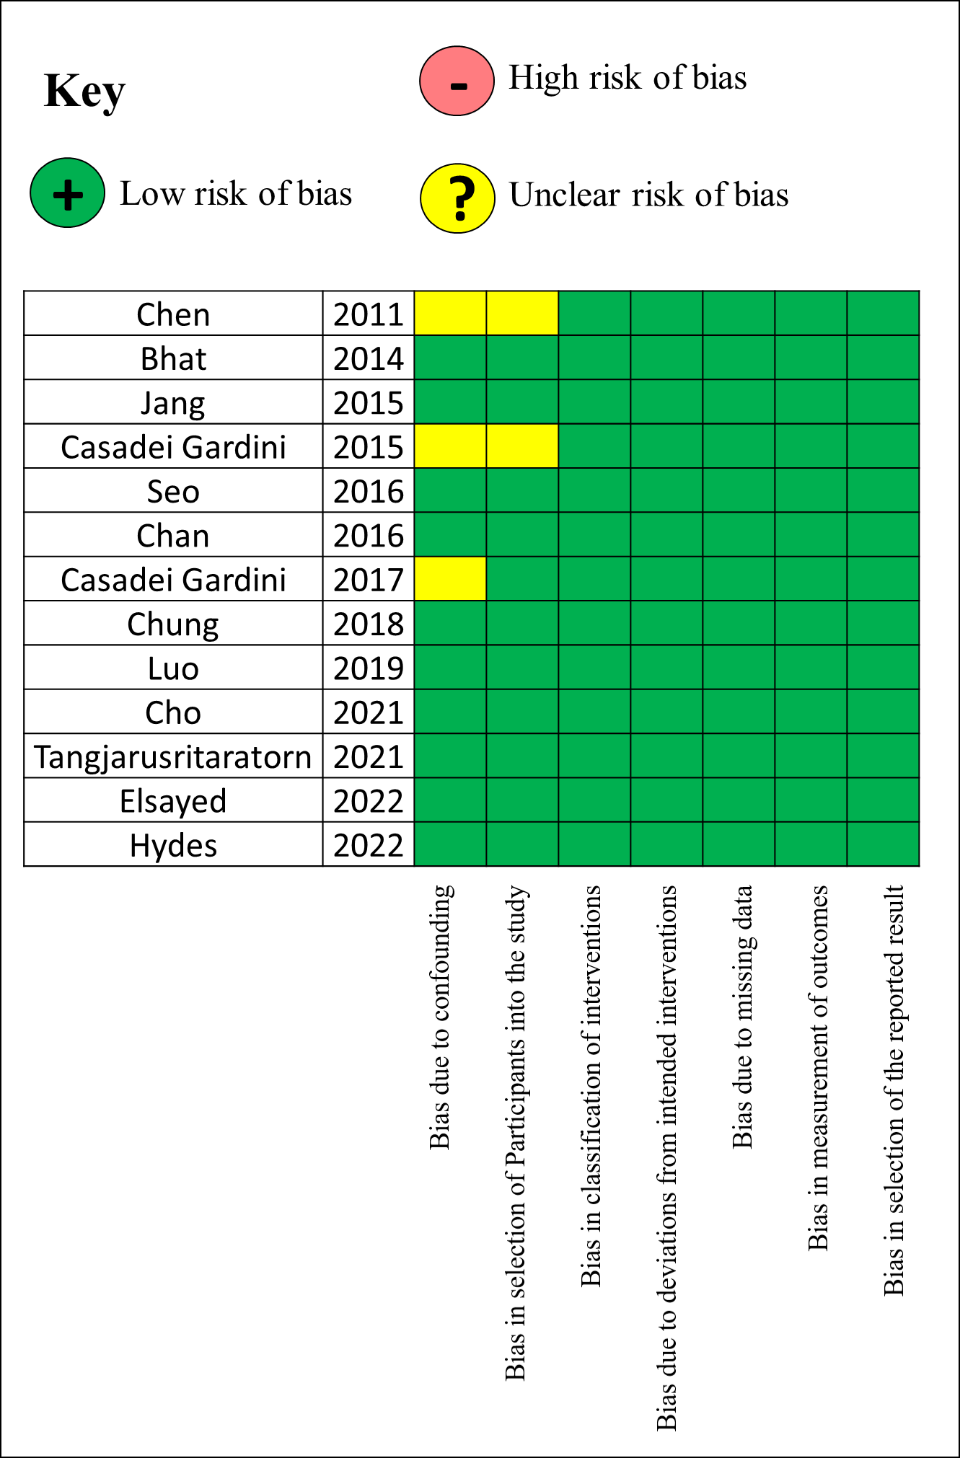 Key
- High risk of bias
+ Low risk of bias
? Unclear risk of bias
Chen 2011
Bhat 2014
Jang 2015
Casadei Gardini 2015
Seo 2016
Chan 2016
Casadei Gardini 2017
Chung 2018
Luo 2019
Cho 2021
Tangjarusritaratorn 2021
Elsayed 2022
Hydes 2022
Bias due to confounding
Bias in selection of Participants into the study
Bias in classification of interventions
Bias due to deviations from intended interventions
Bias due to missing data
Bias in measurement of outcomes
Bias in selection of the reported result